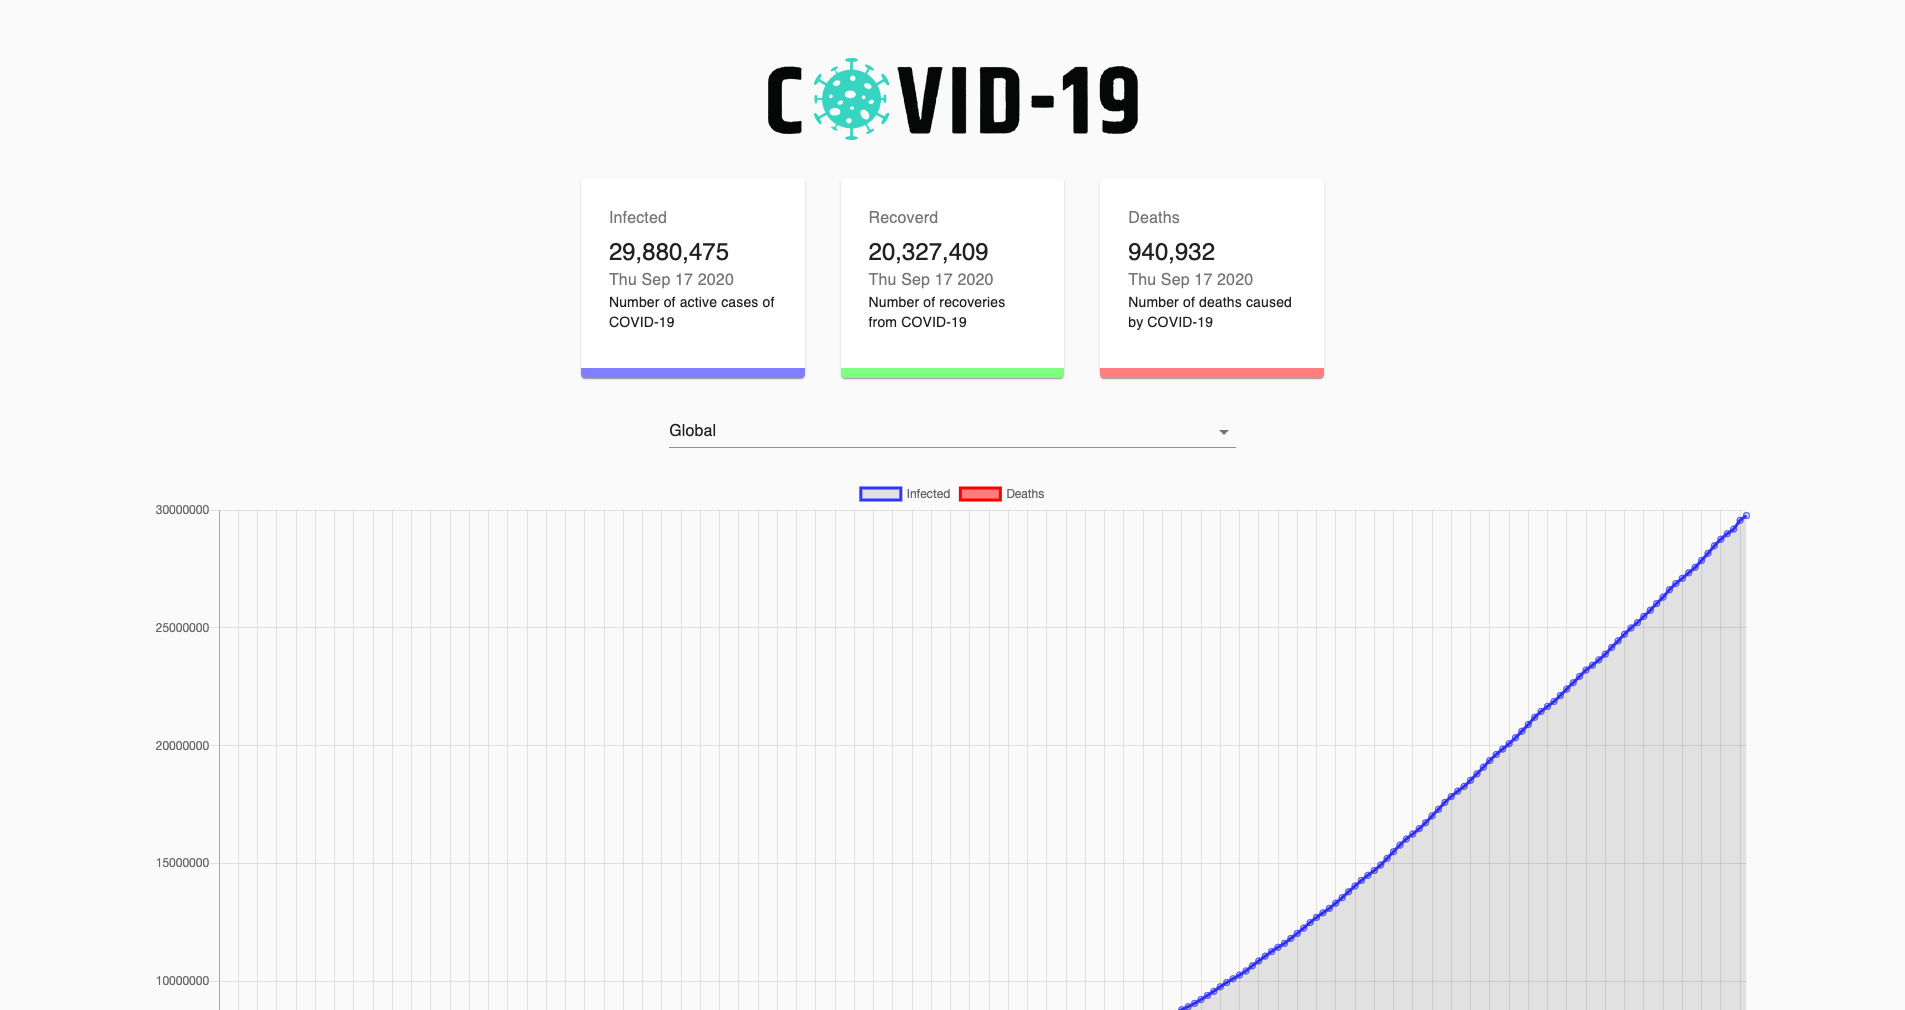 COVID-19
Infected
29,880,475
Thu Sep 17 2020
Number of active cases of
COVID-19
Recoverd
20,327,409
Thu Sep 17 2020
Number of recoveries
from COVID-19
Deaths
940,932
Thu Sep 17 2020
Number of deaths caused
by COVID-19
Global
Infected Deaths
30000000
25000000
20000000
15000000
10000000